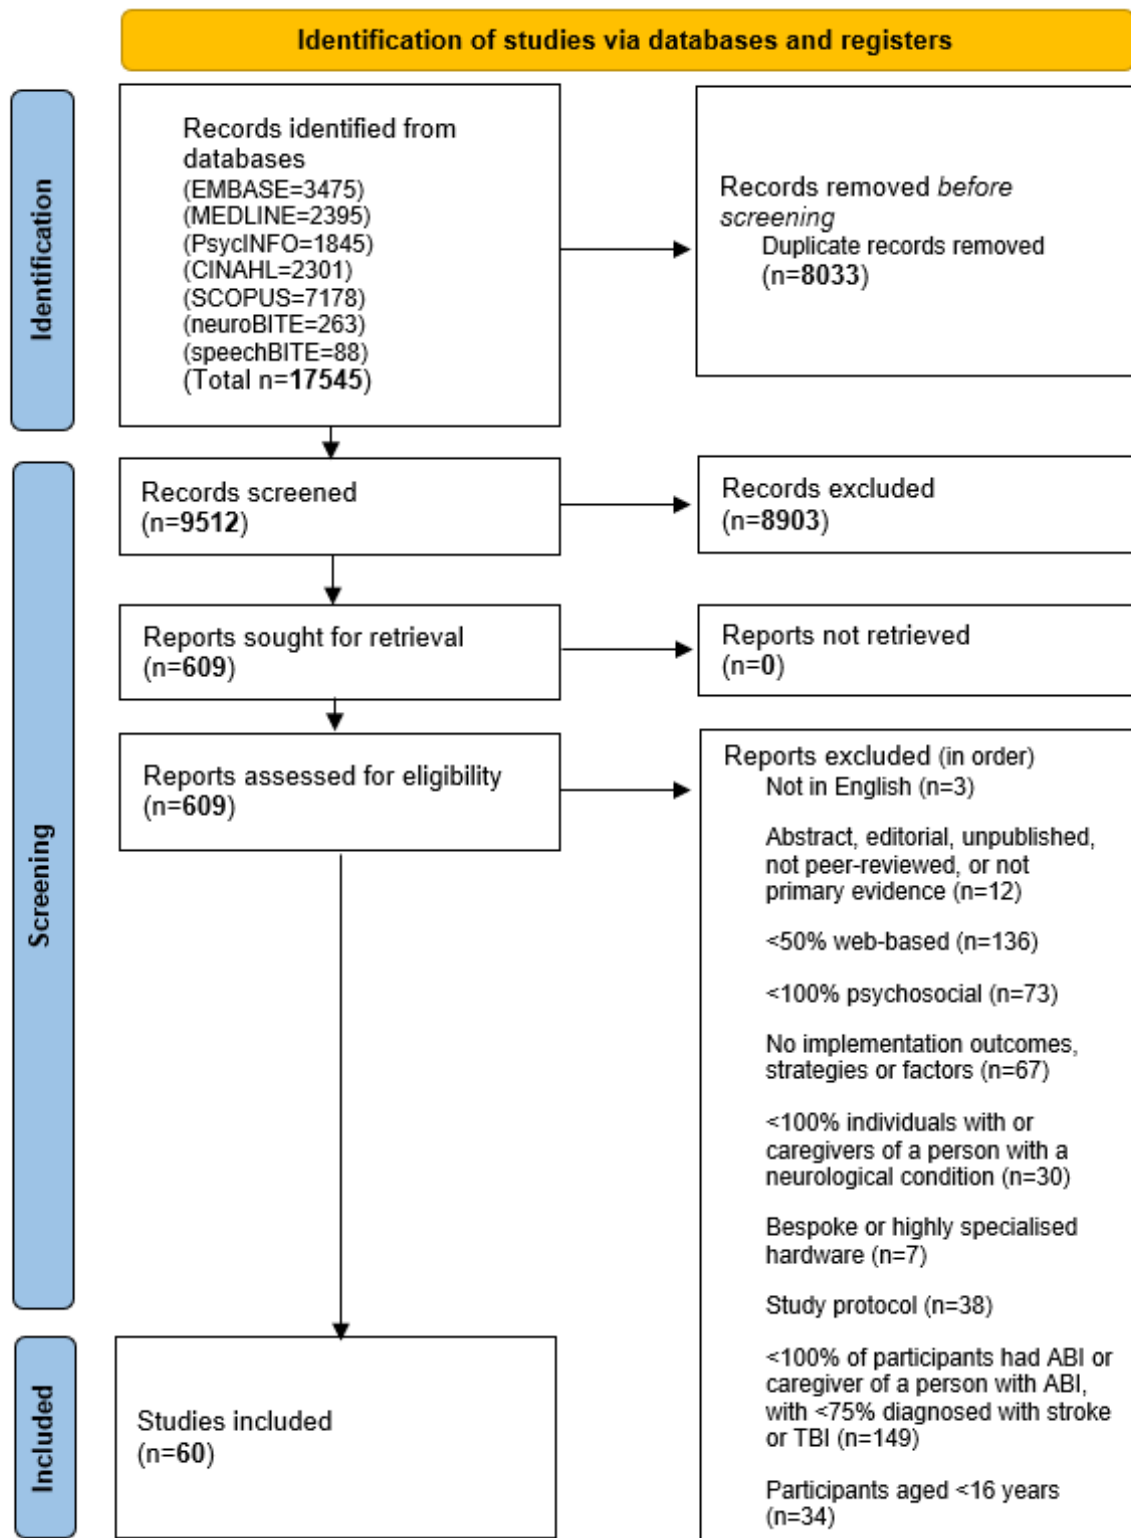 Identification of studies via databases and registers
Identification
Records identified from
databases
(EMBASE=3475)
(MEDLINE=2395)
(PsycINFO=1845)
(CINAHL=2301)
(SCOPUS=7178)
(neuroBITE=263)
(speechBITE=88)
(Total n=17545)
Records removed before
screening
Duplicate records removed
(n=8033)
Screening
Records screened
(n=9512)
Records excluded
(n=8903)
Reports sought for retrieval
(n=609)
Reports not retrieved
(n=0)
Reports assessed for eligibility
(n=609)
Reports excluded (in order)
Not in English (n=3)
Abstract, editorial, unpublished,
not peer-reviewed, or not
primary evidence (n=12)
<50% web-based (n=136)
<100% psychosocial (n=73)
No implementation outcomes,
strategies or factors (n=67)
<100% individuals with or
caregivers of a person with a
neurological condition (n=30)
Bespoke or highly specialised
hardware (n=7)
Study protocol (n=38)
<100% of participants had ABI or
caregiver of a person with ABI,
with <75% diagnosed with stroke
or TBI (n=149)
Participants aged <16 years
(n=34)
Included
Studies included
(n=60)